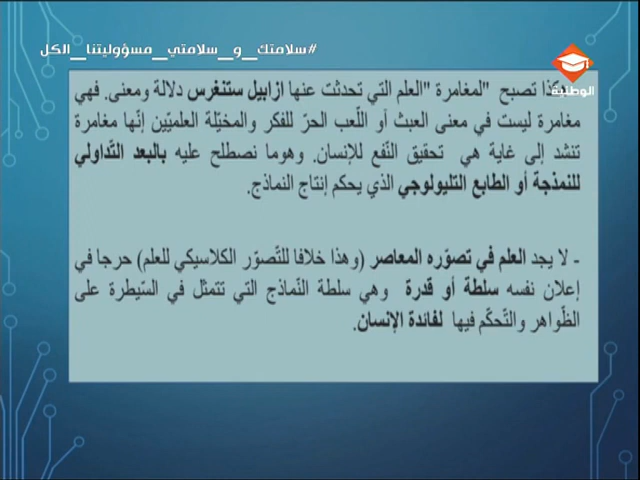 #سلامتك_و_سلامتي_مسؤوليتنا_الكل
الوطنية
تصبح "المغامرة "العلم التي تحدثت عنها ازابيل ستنغرس دلالة ومعنى. فهي
مغامرة ليست في معنى العبث أو اللّعب الحرّ للفكر والمخيّلة العلميّين إنّها مغامرة
تنشد إلى غاية هي تحقيق النّفع للإنسان. وهوما نصطلح عليه بالبعد التّداولي
للنمذجة أو الطابع التليولوجي الذي يحكم إنتاج النماذج.
- لا يجد العلم في تصوّره المعاصر (وهذا خلافا للتّصوّر الكلاسيكي للعلم) حرجا في
إعلان نفسه سلطة أو قدرة وهي سلطة النّماذج التي تتمثل في السّيطرة على
الظّواهر والتّحكّم فيها لفائدة الإنسان.